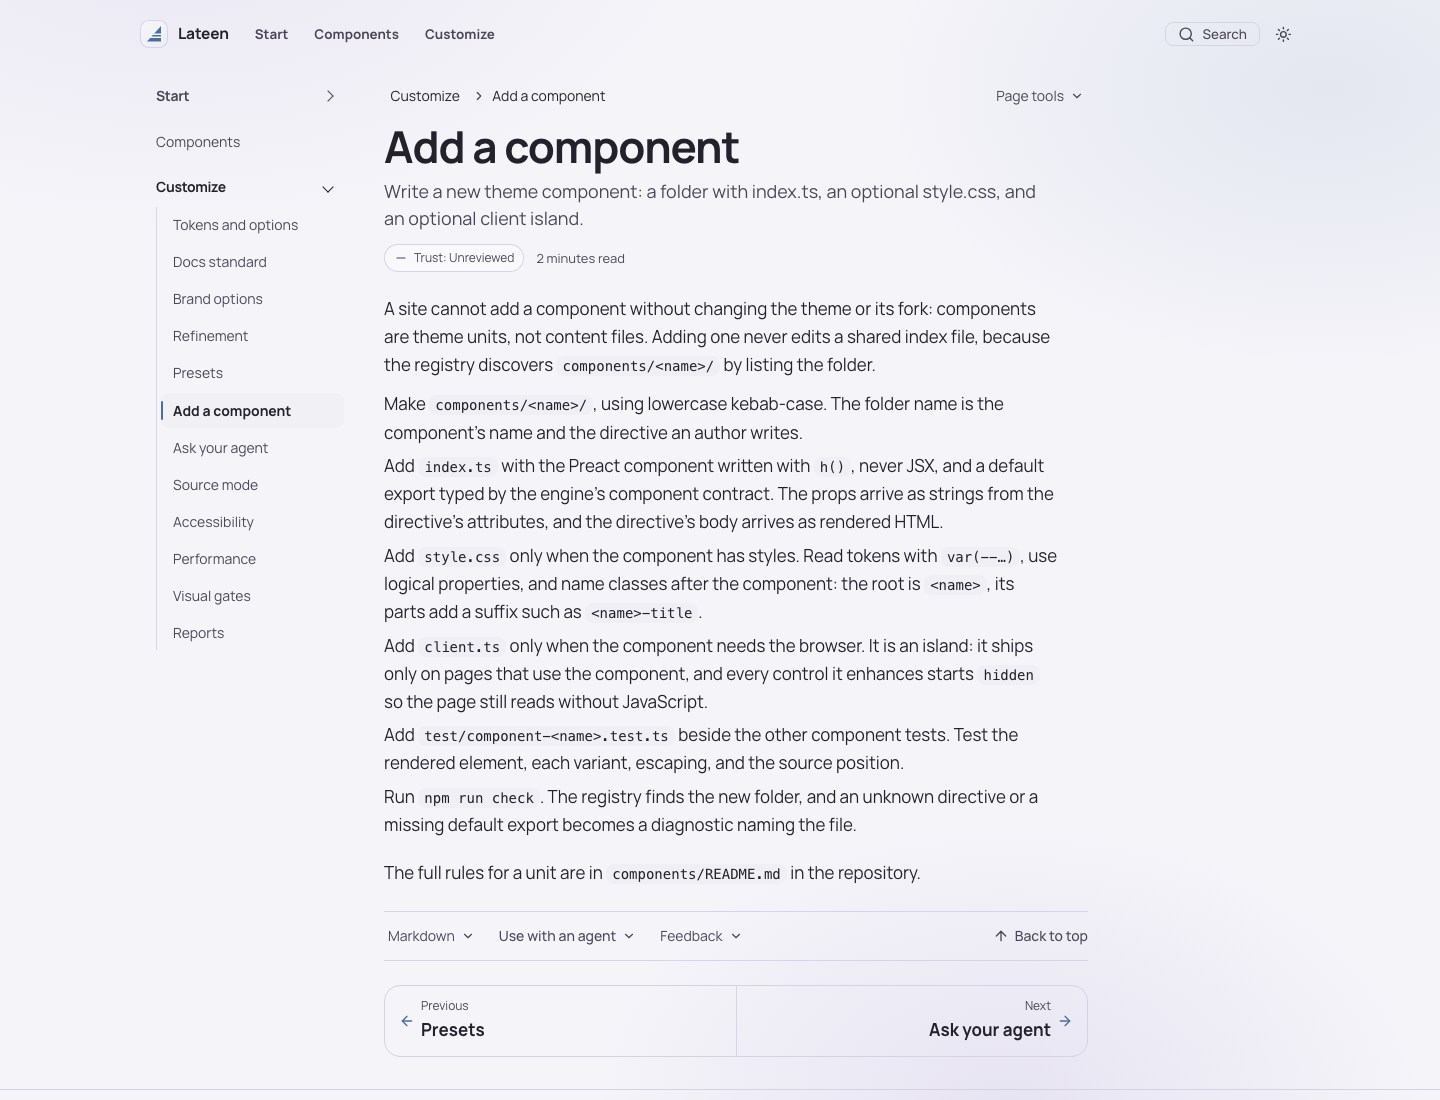 Lateen
Start
Components
Customize
Search
Start
Components
Customize
Tokens and options
Docs standard
Brand options
Refinement
Presets
Add a component
Ask your agent
Source mode
Accessibility
Performance
Visual gates
Reports
Customize
Add a component
Page tools
Add a component
Write a new theme component: a folder with index.ts, an optional style.css, and
an optional client island.
Trust: Unreviewed
2 minutes read
A site cannot add a component without changing the theme or its fork: components
are theme units, not content files. Adding one never edits a shared index file, because
the registry discovers components/<name>/ by listing the folder.
Make components/<name>/, using lowercase kebab-case. The folder name is the
component’s name and the directive an author writes.
Add index.ts with the Preact component written with h(), never JSX, and a default
export typed by the engine’s component contract. The props arrive as strings from the
directive’s attributes, and the directive’s body arrives as rendered HTML.
Add style.css only when the component has styles. Read tokens with var(--…), use
logical properties, and name classes after the component: the root is <name>, its
parts add a suffix such as <name>-title.
Add client.ts only when the component needs the browser. It is an island: it ships
only on pages that use the component, and every control it enhances starts hidden
so the page still reads without JavaScript.
Add test/component-<name>.test.ts beside the other component tests. Test the
rendered element, each variant, escaping, and the source position.
Run npm run check. The registry finds the new folder, and an unknown directive or a
missing default export becomes a diagnostic naming the file.
The full rules for a unit are in components/README.md in the repository.
Markdown
Use with an agent
Feedback
Back to top
Previous
Presets
Next
Ask your agent